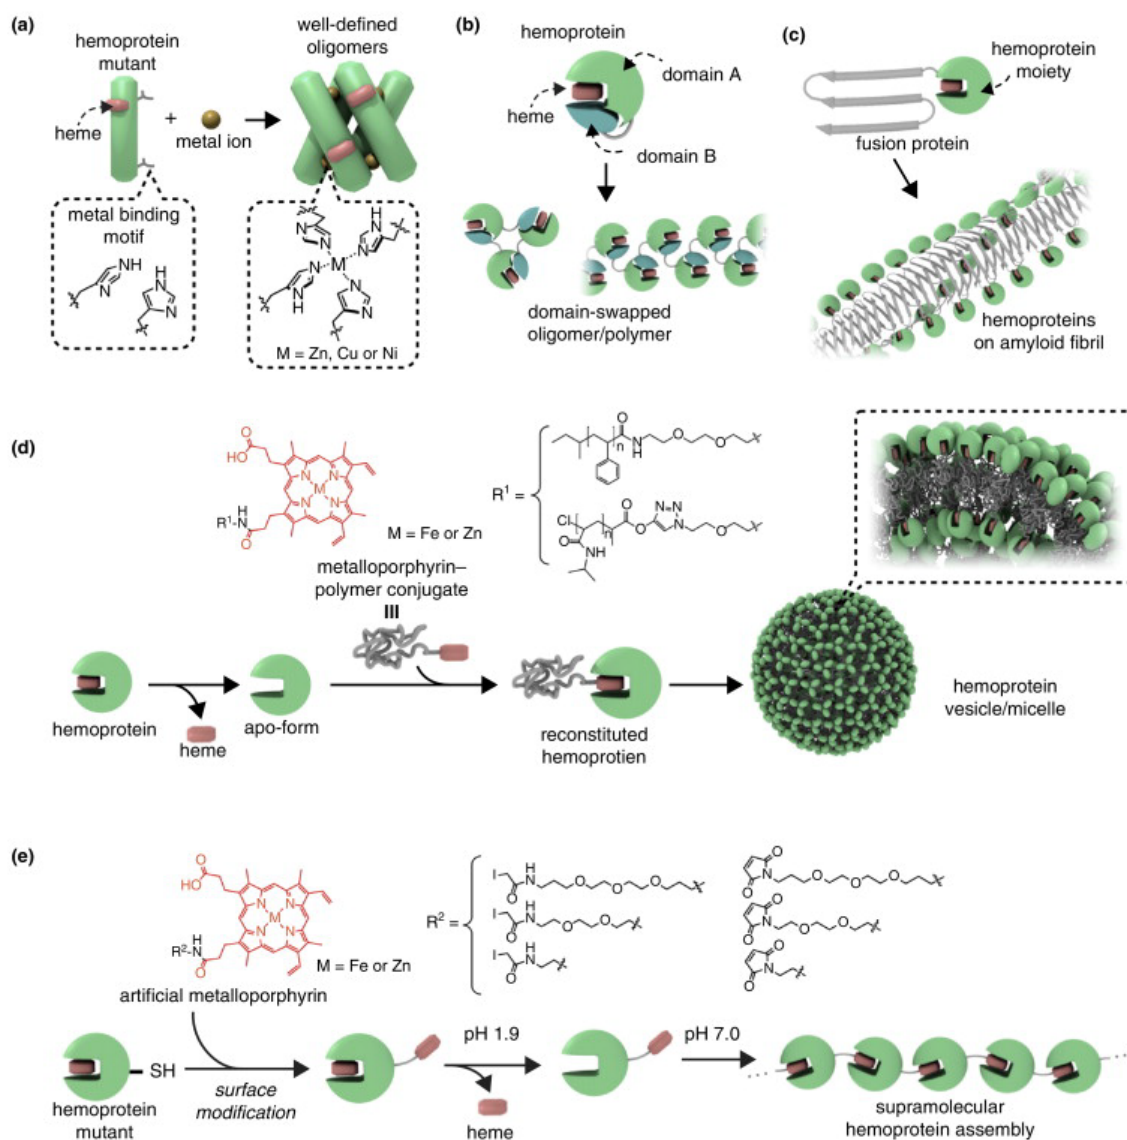 (a)
hemoprotein
mutant
heme
+
metal ion
well-defined
oligomers
metal binding
motif
NH
N
H
N
N
H
N
N
N
H
N
N
M
N
N
H
N
N
H
M = Zn, Cu or Ni
(b)
hemoprotein
domain A
heme
domain B
domain-swapped
oligomer/polymer
(c)
hemoprotein
moiety
fusion protein
hemoproteins
on amyloid fibril
(d)
O
HO
N N
M
N N
H
R1-N
O
M = Fe or Zn
R1 =
O
n
N
H
O
O
Cl
n
O
O
N=N
N
O
O
NH
metalloporphyrin–
polymer conjugate
III
hemoprotein
heme
apo-form
reconstituted
hemoprotien
hemoprotein
vesicle/micelle
(e)
O
HO
N N
M
N N
H
R2-N
O
M = Fe or Zn
artificial metalloporphyrin
R2 =
I
O
H
N
O
O
O
I
O
H
N
O
O
I
O
H
N
O
N
O
O
O
O
O
N
O
O
O
O
N
O
SH
hemoprotein
mutant
surface
modification
pH 1.9
heme
pH 7.0
supramolecular
hemoprotein assembly